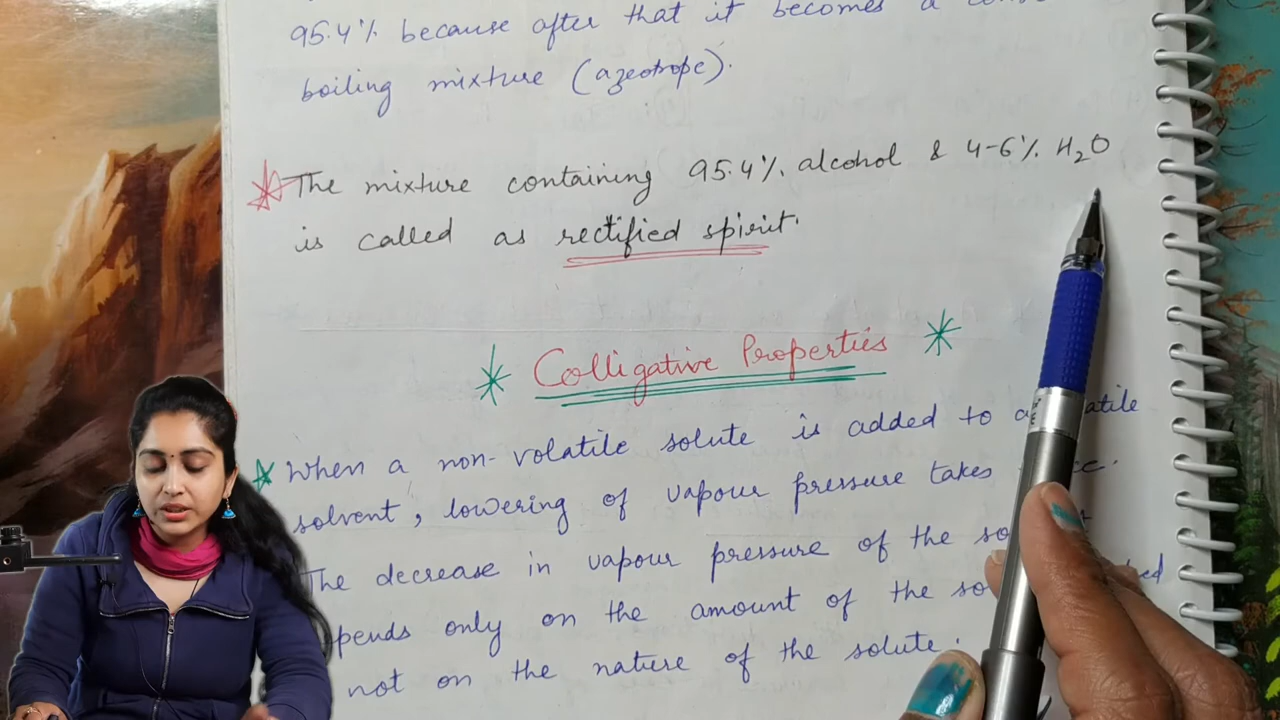 95.4% because after that it becomes a
boiling mixture (azeotrope).
The mixture containing 95.4% alcohol & 4-6% H₂O
is called as rectified spirit.
Colligative Properties
When a non-volatile solute is added to a
solvent, lowering of vapour pressure takes
The decrease in vapour pressure of the
only on the amount of the
not on the nature of the solute.